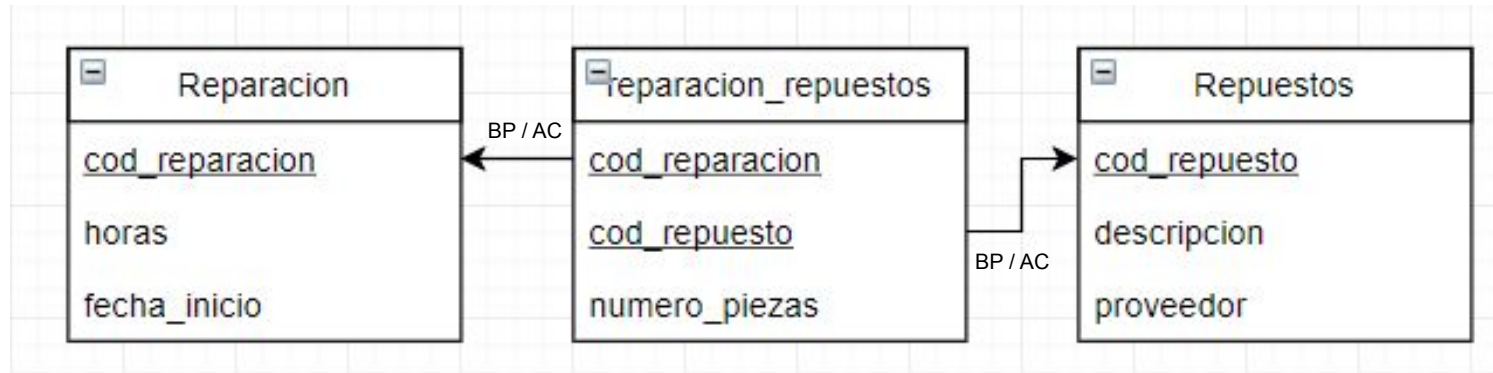 Reparacion
cod_reparacion
horas
fecha_inicio
BP / AC
reparacion_repuestos
cod_reparacion
cod_repuesto
numero_piezas
BP / AC
Repuestos
cod_repuesto
descripcion
proveedor